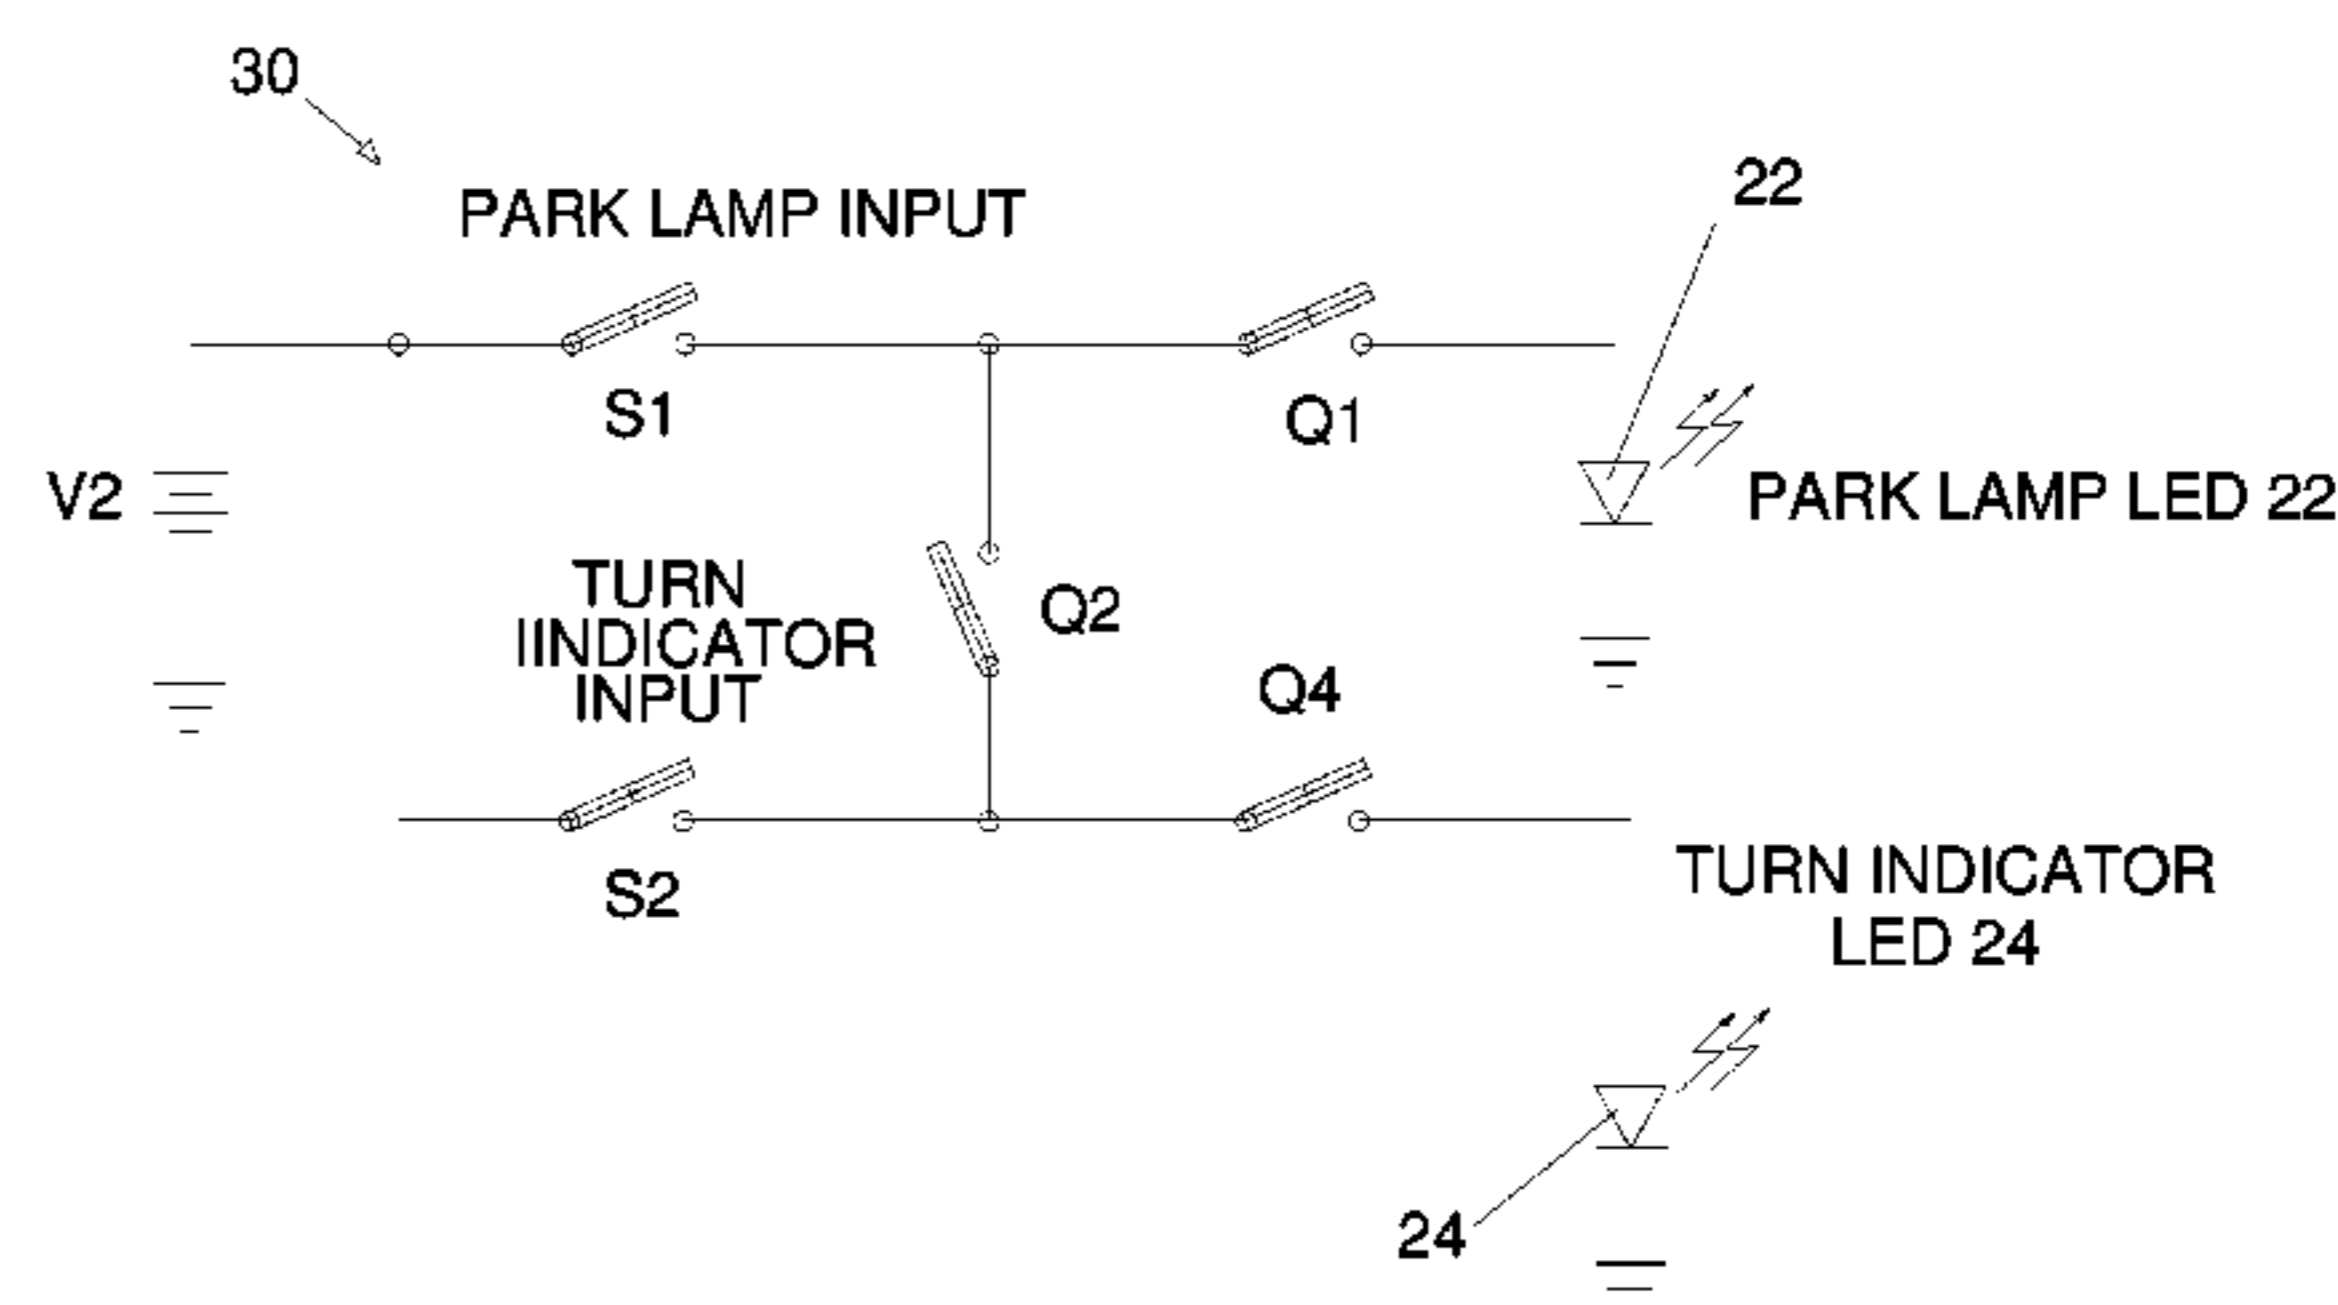 30
PARK LAMP INPUT
22
S1
Q1
V2
PARK LAMP LED 22
TURN
IINDICATOR
INPUT
Q2
Q4
S2
TURN INDICATOR
LED 24
24